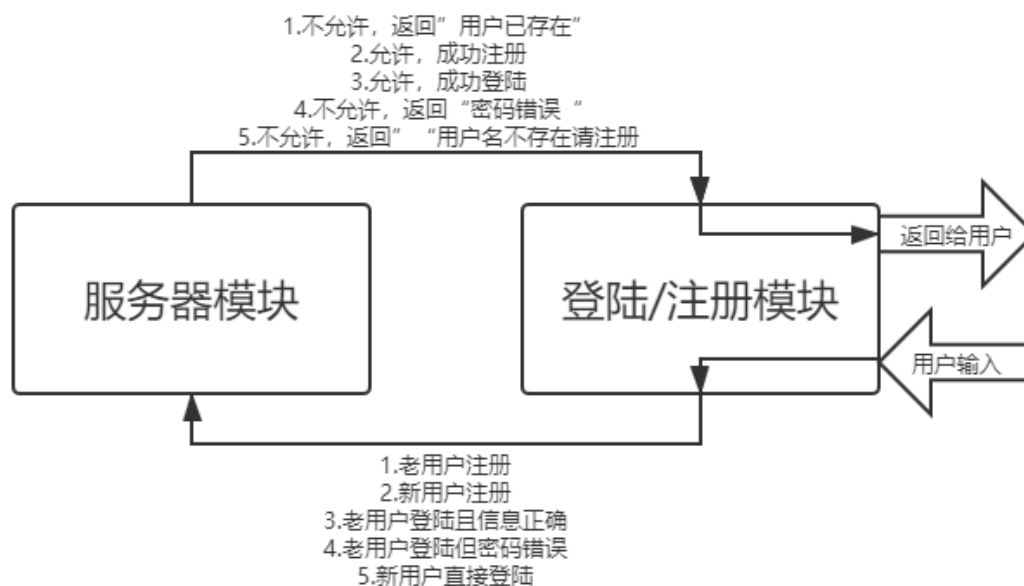 1.不允许，返回”用户已存在”
2.允许，成功注册
3.允许，成功登陆
4.不允许，返回“密码错误“
5.不允许，返回”“用户名不存在请注册
服务器模块
登陆/注册模块
返回给用户
用户输入
1.老用户注册
2.新用户注册
3.老用户登陆且信息正确
4.老用户登陆但密码错误
5.新用户直接登陆